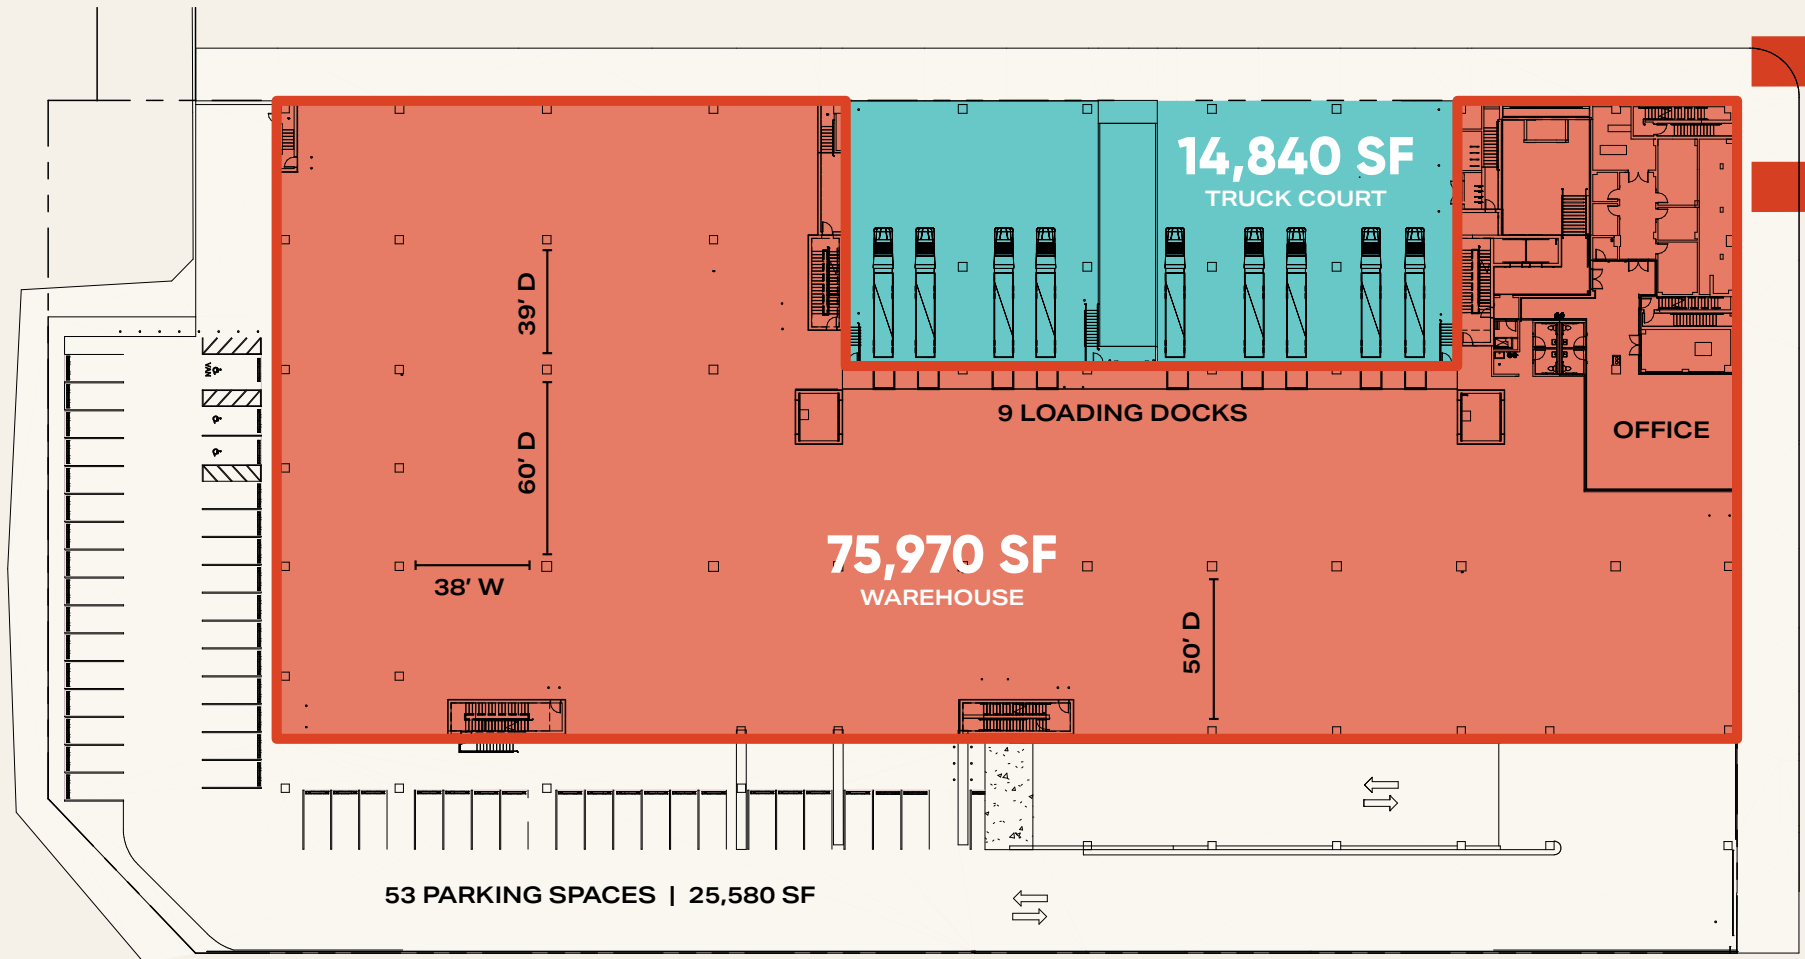 14,840 SF
TRUCK COURT
39' D
VAN
9 LOADING DOCKS
OFFICE
60' D
75,970 SF
WAREHOUSE
38' W
50' D
53 PARKING SPACES | 25,580 SF